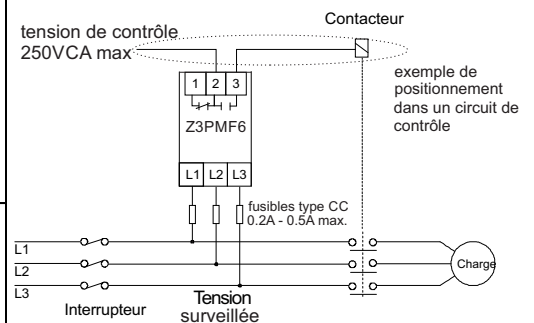 Contacteur
tension de contrôle
250VCA max
exemple de
positionnement
dans un circuit de
contrôle
1 2 3
Z3PMF6
L1 L2 L3
fusibles type CC
0.2A - 0.5A max.
L1
L2
L3
Charge
Interrupteur
Tension
surveillée